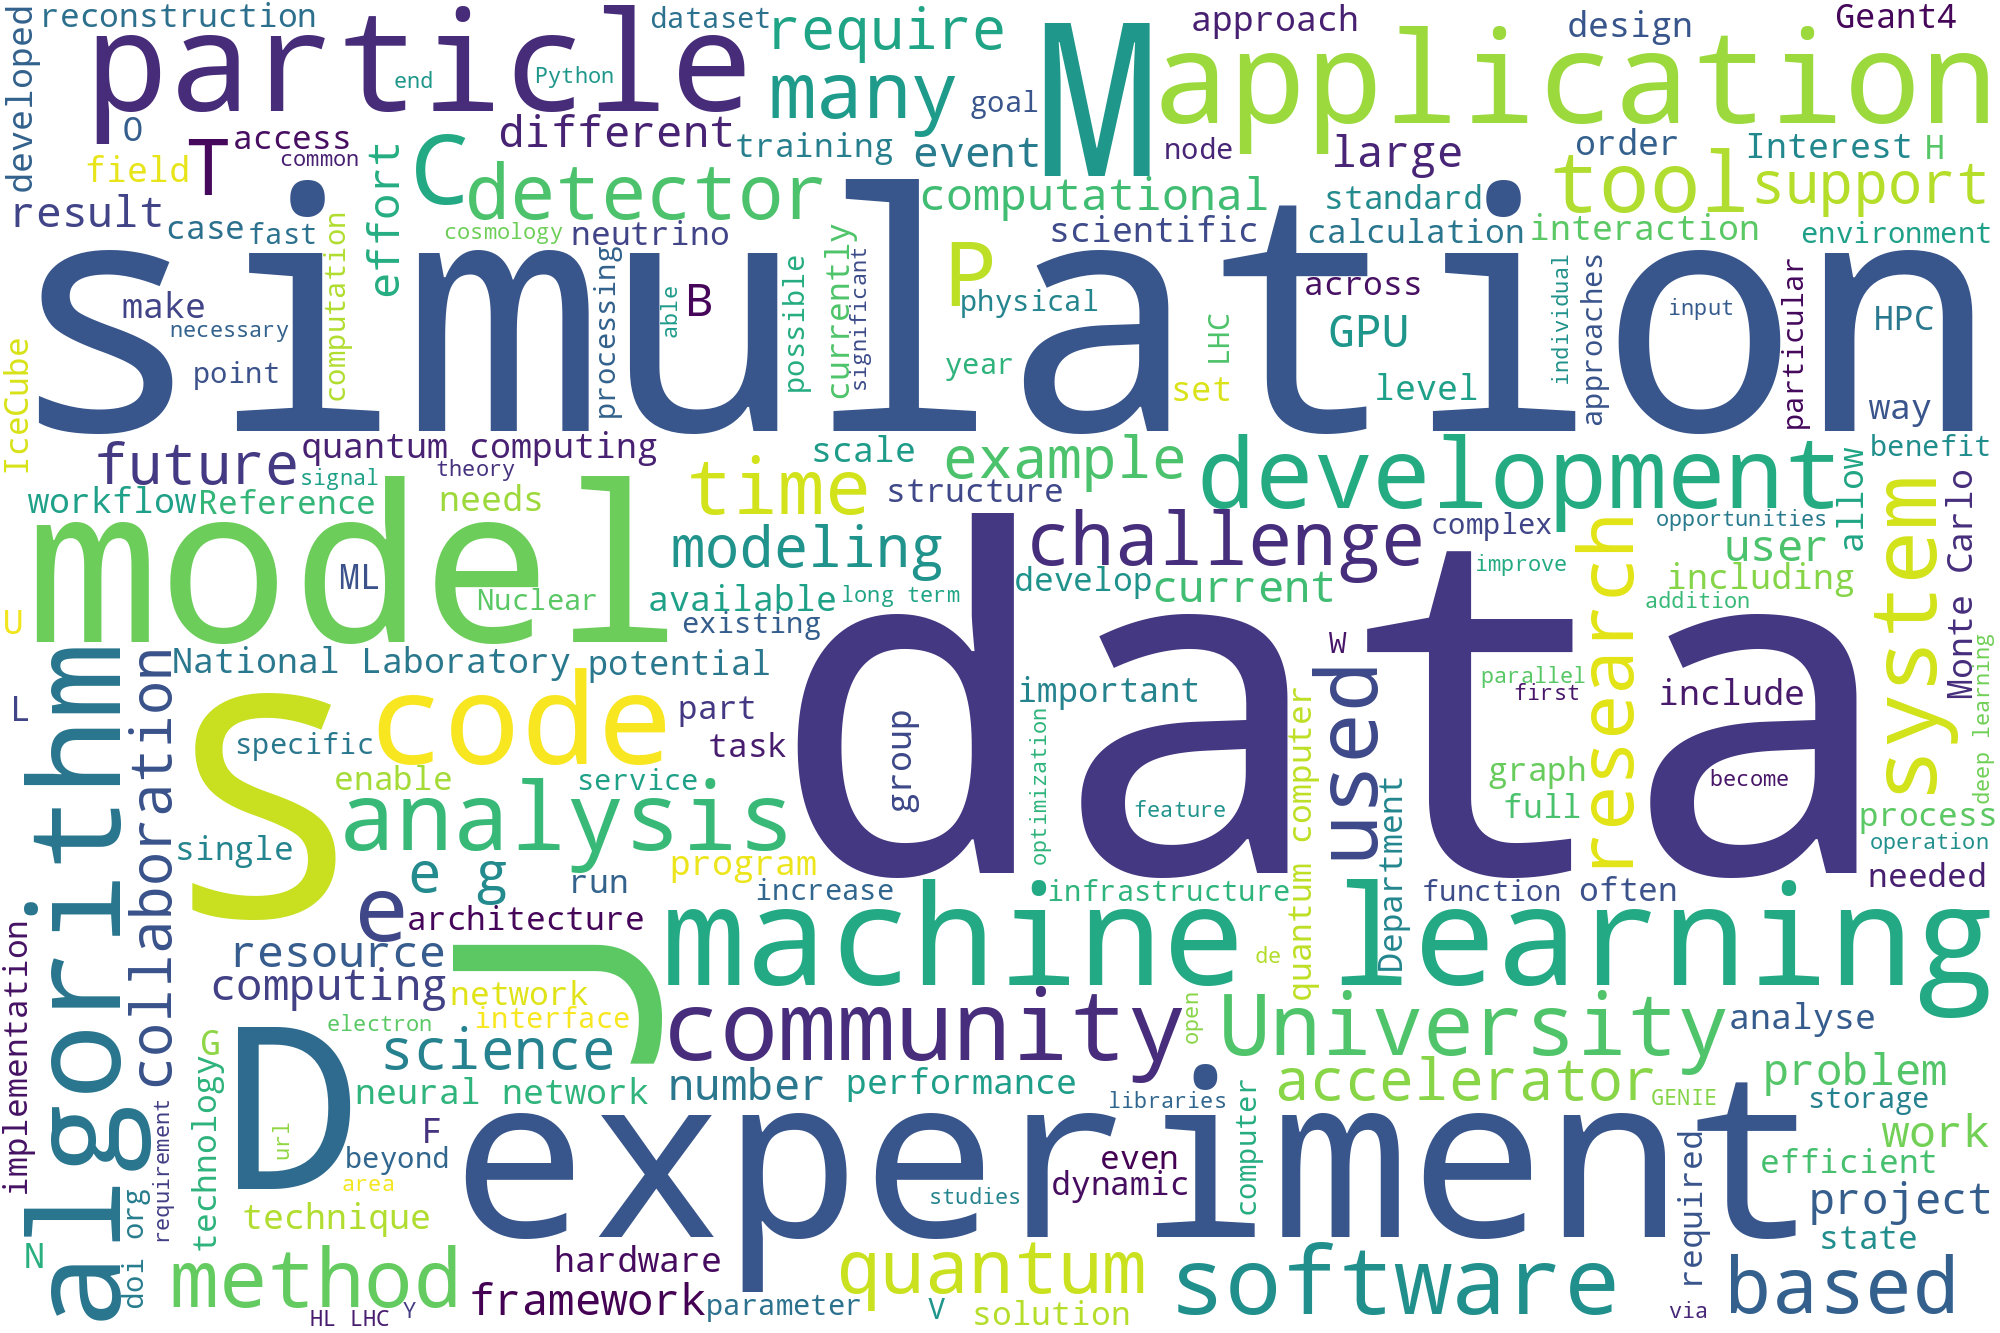 reconstruction
dataset
require
approach
design
Geant4
developed
particle
end
Python
many
goal
M
application
O
T
access
common
different
training
event
node
large
order
Interest
H
field
effort
C
detector
computational
standard
tool
support
result
case
fast
computation
cosmology
neutrino
currently
P
scientific
calculation
interaction
environment
simulation
make
necessary
point
processing
able
B
possible
significant
physical
year
LHC
across
GPU
set
level
individual
approaches
input
particular
HPC
way
IceCube
future
quantum computing
signal
theory
scale
example
development
benefit
workflow
Reference
needs
time
structure
complex
opportunities
allow
system
Monte Carlo
model
ML
Nuclear
modeling
available
existing
long term
challenge
develop
current
improve
research
user
including
addition
U
algorithm
collaboration
National Laboratory
potential
data
important
W
used
parallel
first
include
deep learning
L
S
code
part
task
specific
group
optimization
quantum computer
graph
full
become
feature
enable
service
analysis
single
e g
program
run
increase
infrastructure
Department
function
often
process
operation
needed
e
architecture
machine learning
implementation
resource
computing
J
network
interface
de
electron
science
community
open
University
analyse
D
G
technology
neural network
number
performance
libraries
computer
accelerator
GENIE
problem
storage
url
F
experiment
work
beyond
area
even
dynamic
studies
efficient
requirement
doi org
technique
required
project
state
N
method
hardware
quantum
software
based
framework
parameter
V
solution
via
HL LHC
Y